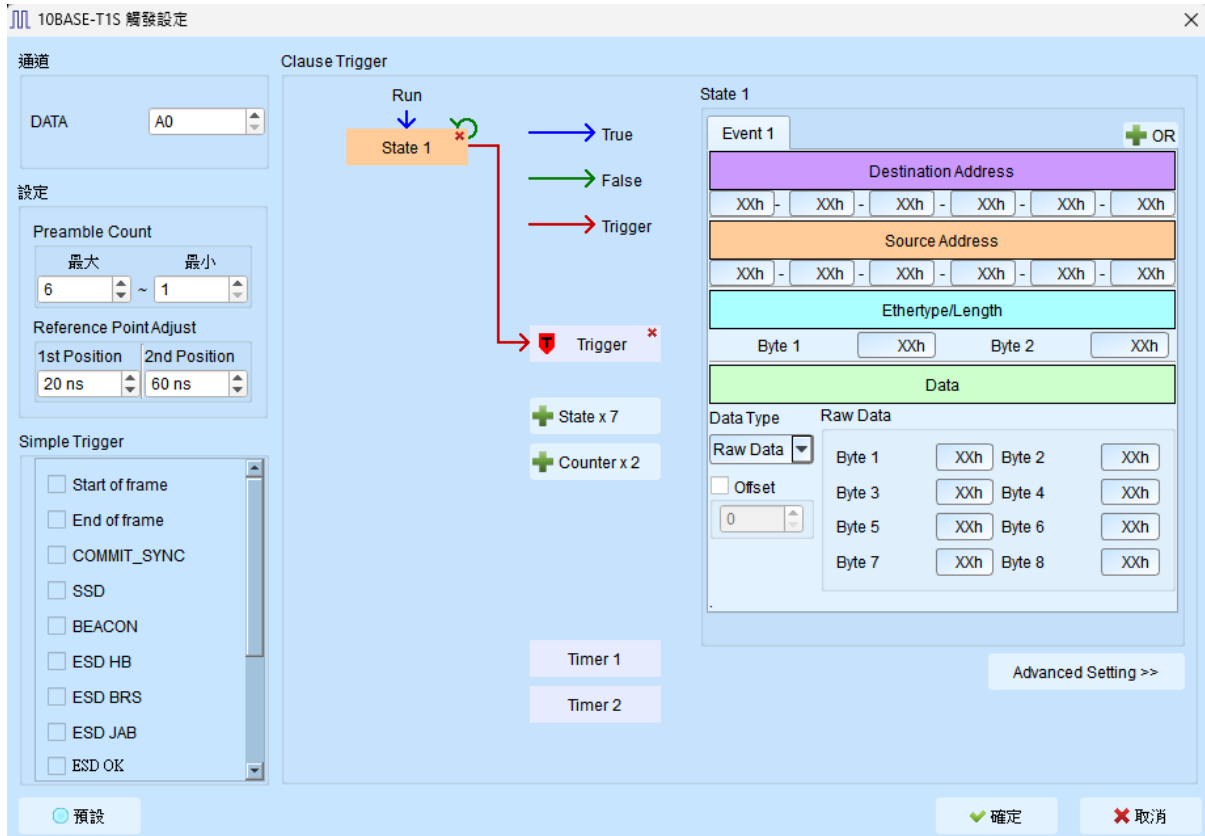 10BASE-T1S 觸發設定
通道
DATA
A0
設定
Preamble Count
最大 最小
6 ~ 1
Reference Point Adjust
1st Position 2nd Position
20 ns 60 ns
Simple Trigger
Start of frame
End of frame
COMMIT_SYNC
SSD
BEACON
ESD HB
ESD BRS
ESD JAB
ESD OK
預設
Clause Trigger
Run
State 1
True
False
Trigger
T Trigger
State x 7
Counter x 2
Timer 1
Timer 2
State 1
Event 1
OR
Destination Address
XXh - XXh - XXh - XXh - XXh - XXh
Source Address
XXh - XXh - XXh - XXh - XXh - XXh
Ethertype/Length
Byte 1 XXh Byte 2 XXh
Data
Data Type Raw Data
Raw Data
Offset
0
Byte 1 XXh Byte 2 XXh
Byte 3 XXh Byte 4 XXh
Byte 5 XXh Byte 6 XXh
Byte 7 XXh Byte 8 XXh
Advanced Setting >>
確定
取消